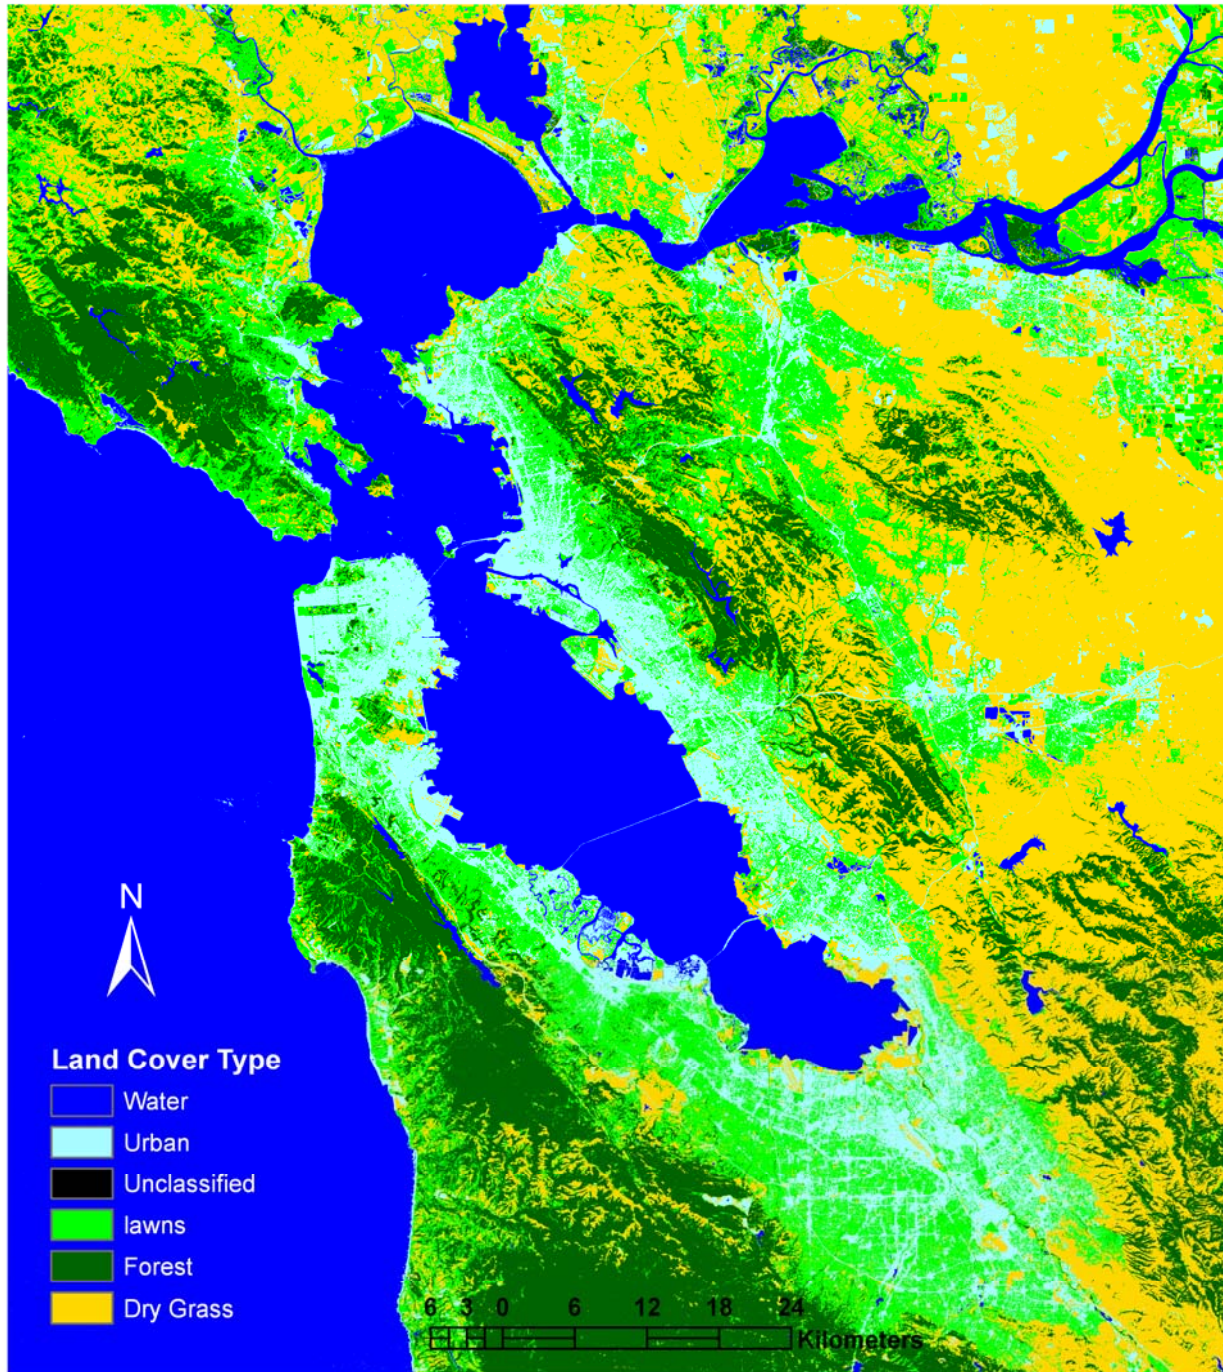 N
Land Cover Type
Water
Urban
Unclassified
lawns
Forest
Dry Grass
6 3 0 6 12 18 24
Kilometers